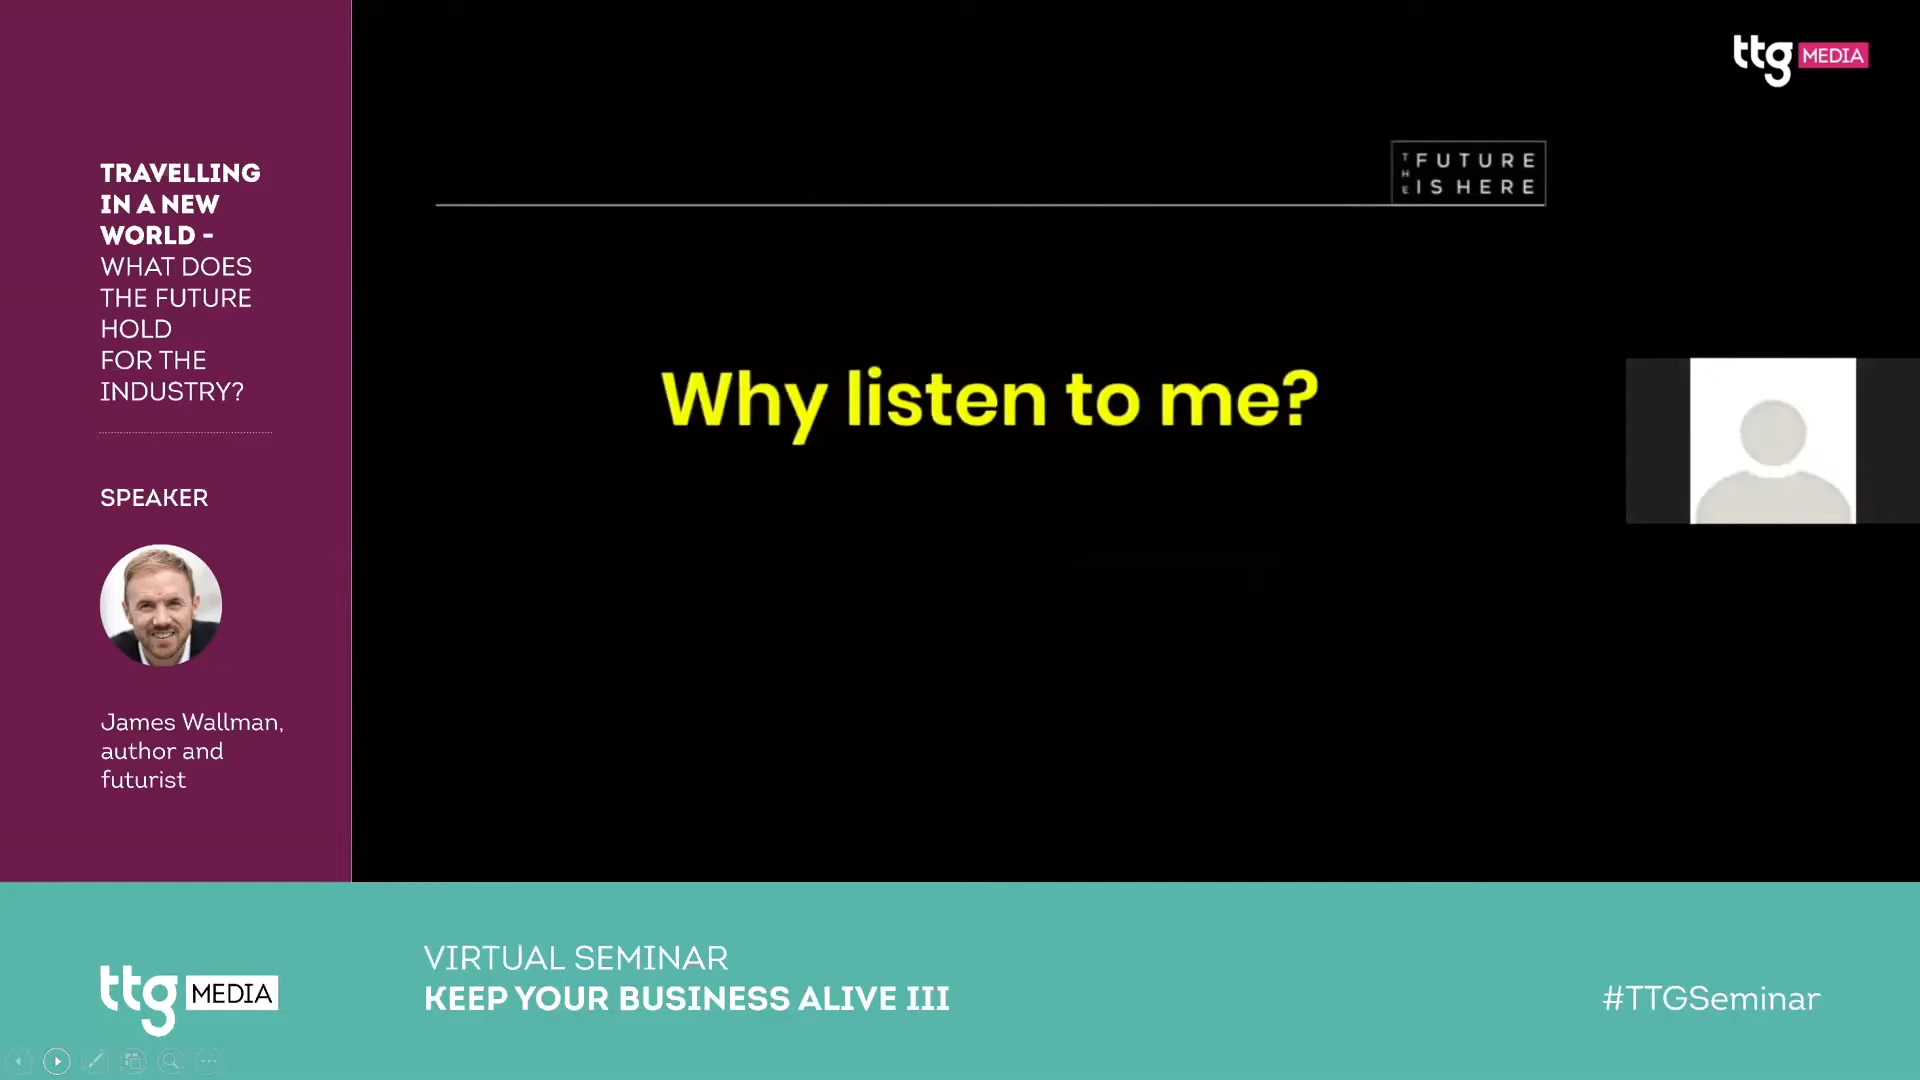 TRAVELLING
IN A NEW
WORLD -
WHAT DOES
THE FUTURE
HOLD
FOR THE
INDUSTRY?
SPEAKER
James Wallman,
author and
futurist
ttg MEDIA
THE FUTURE
IS HERE
Why listen to me?
ttg MEDIA
VIRTUAL SEMINAR
KEEP YOUR BUSINESS ALIVE III
#TTGSeminar